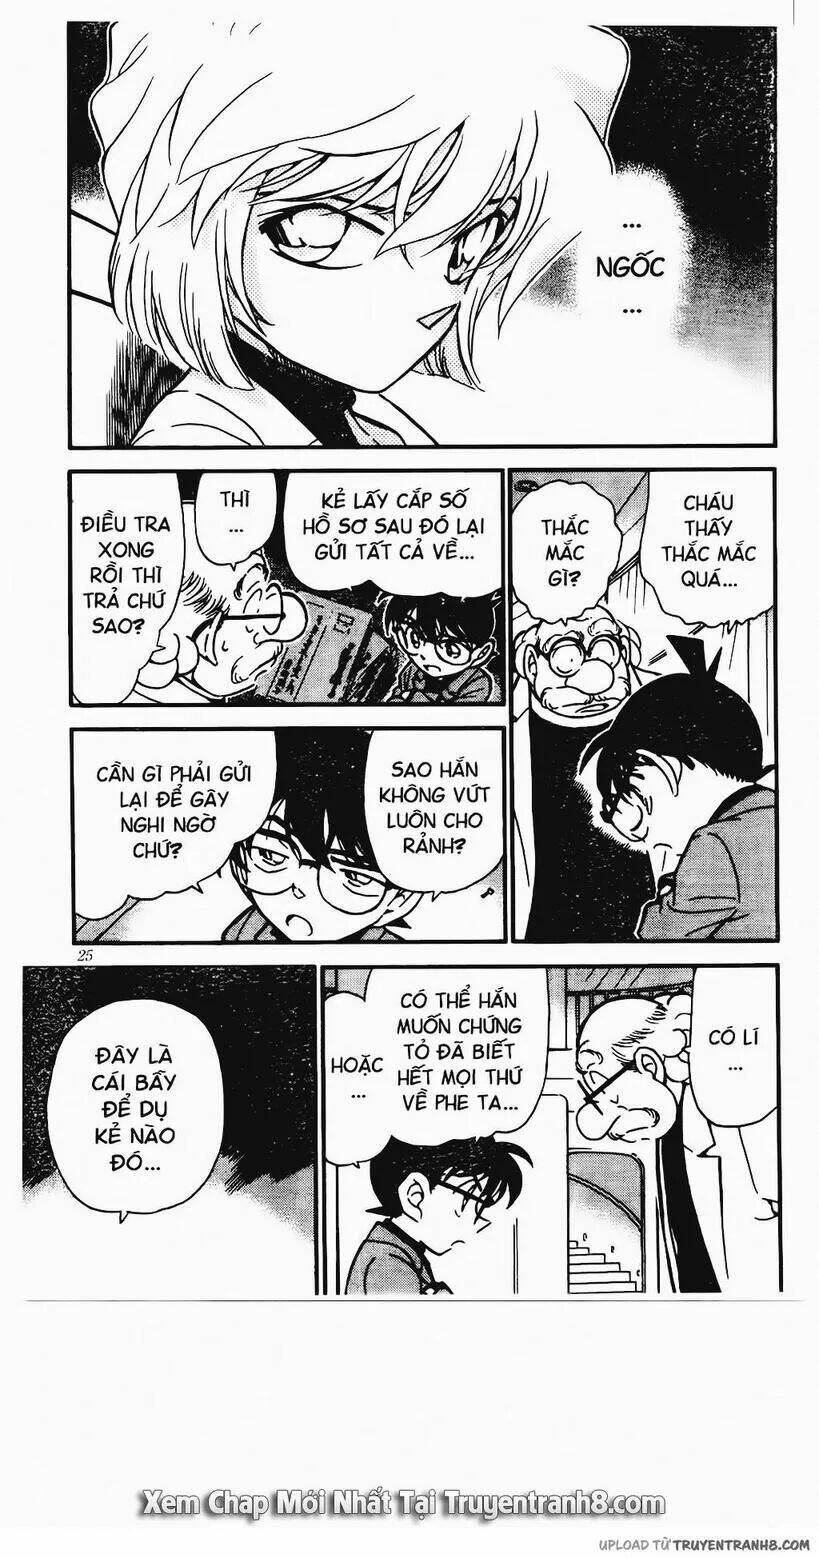 ...
NGỐC
...
CHÁU
THẤY
THẮC MẮC
QUÁ...
THẮC
MẮC
GÌ?
KẺ LẤY CẮP SỐ
HỒ SƠ SAU ĐÓ LẠI
GỬI TẤT CẢ VỀ...
THÌ
...
ĐIỀU TRA
XONG
RỒI THÌ
TRẢ CHỨ
SAO?
SAO HẮN
KHÔNG VỨT
LUÔN CHO
RẢNH?
CẦN GÌ PHẢI GỬI
LẠI ĐỂ GÂY
NGHI NGỜ
CHỨ?
25
CÓ LÍ
...
CÓ THỂ HẮN
MUỐN CHỨNG
TỎ ĐÃ BIẾT
HẾT MỌI THỨ
VỀ PHE TA...
HOẶC
...
ĐÂY LÀ
CÁI BẪY
ĐỂ DỤ
KẺ NÀO
ĐÓ...
Xem Chap Mới Nhất Tại Truyentranh8.com
UPLOAD TỪ TRUYENTRANH8.COM